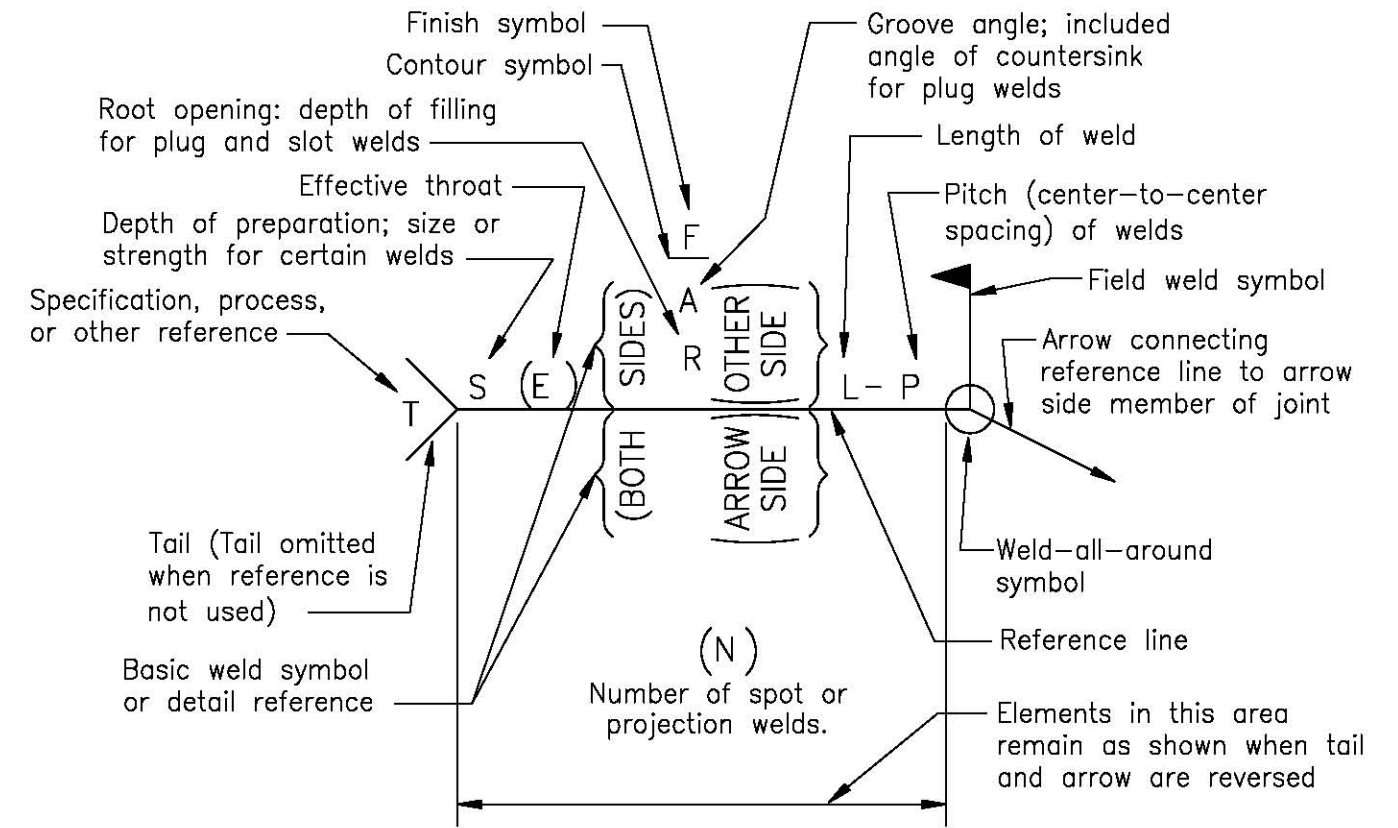 Finish symbol
Contour symbol
Root opening: depth of filling
for plug and slot welds
Effective throat
Depth of preparation; size or
strength for certain welds
Specification, process,
or other reference
Groove angle; included
angle of countersink
for plug welds
Length of weld
Pitch (center-to-center
spacing) of welds
Field weld symbol
Arrow connecting
reference line to arrow
side member of joint
F
A
R
T
S
(E)
L- P
(BOTH SIDES)
(OTHER
SIDE)
(ARROW
SIDE)
Tail (Tail omitted
when reference is
not used)
Basic weld symbol
or detail reference
(N)
Number of spot or
projection welds.
Weld-all-around
symbol
Reference line
Elements in this area
remain as shown when tail
and arrow are reversed